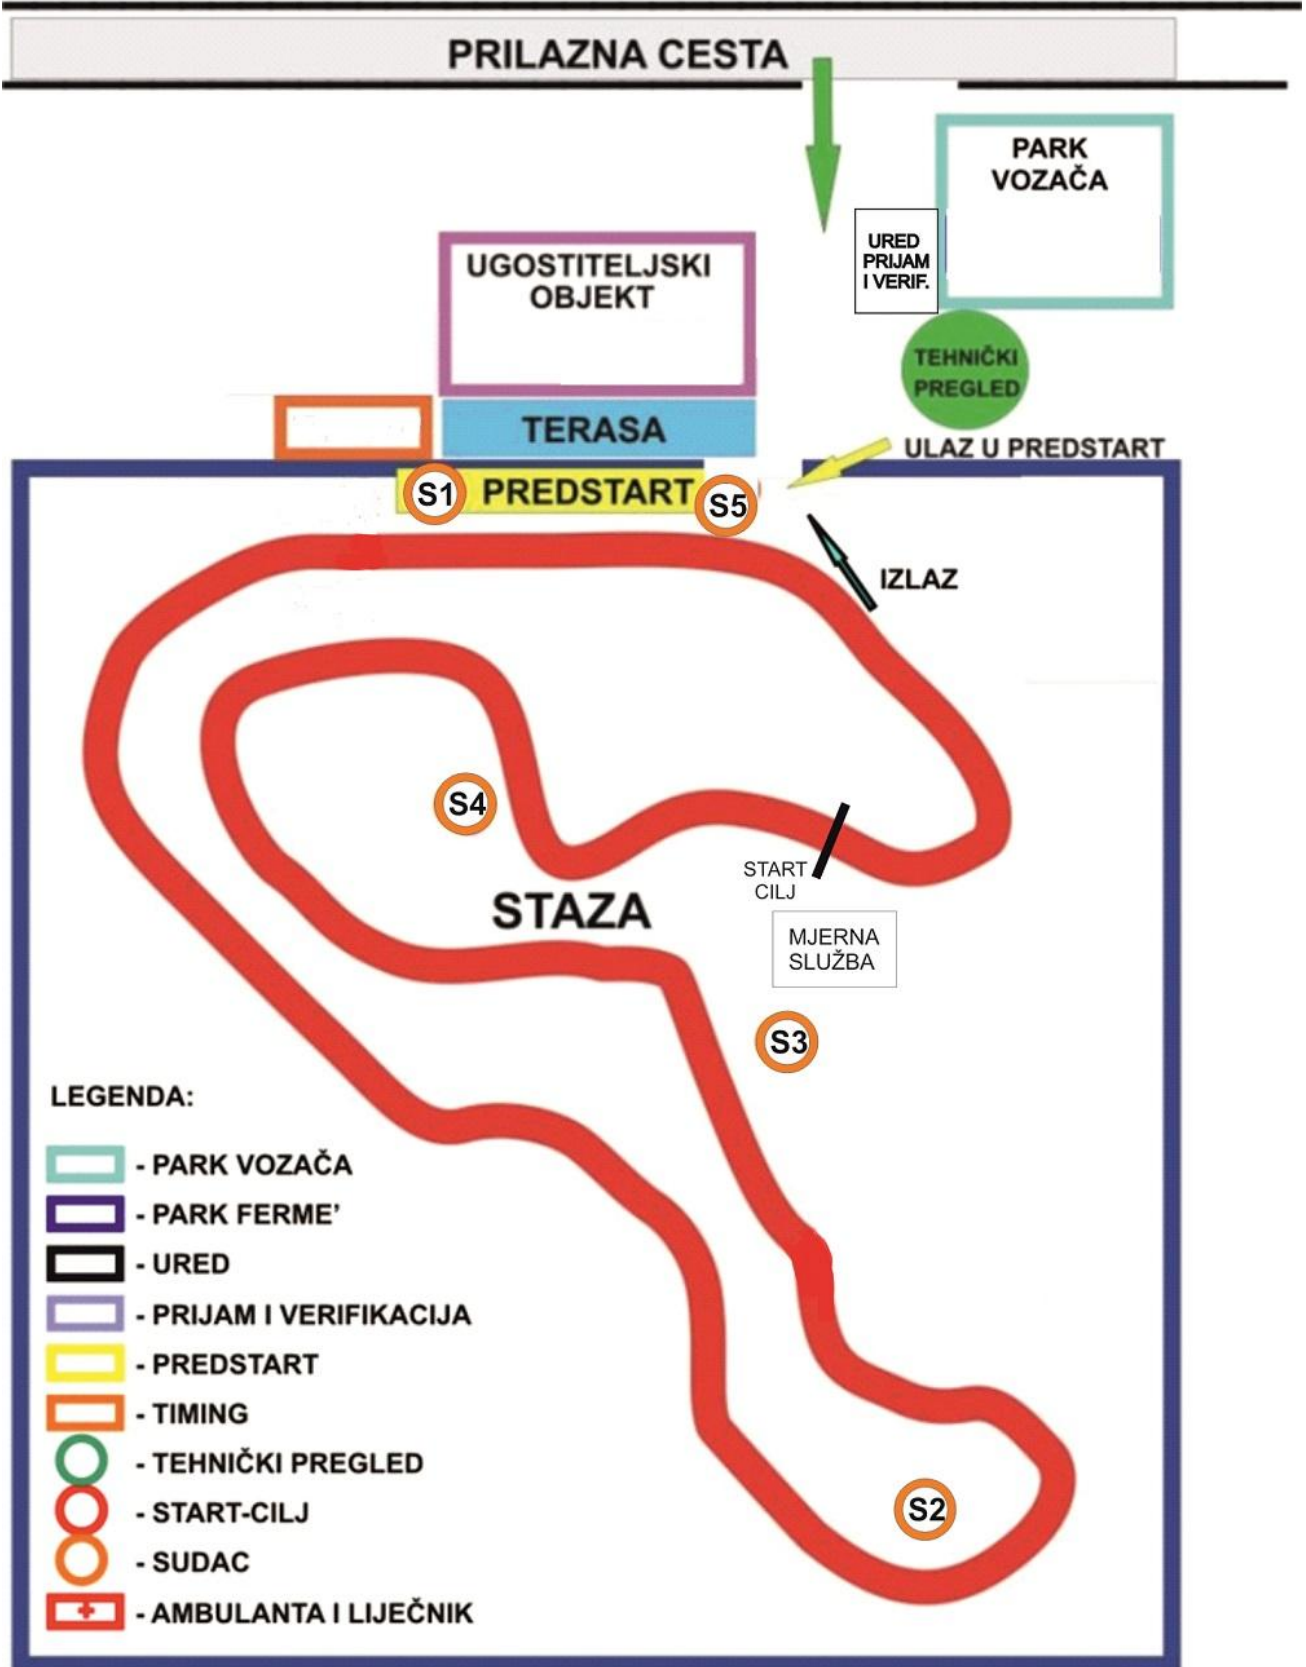 PRILAZNA CESTA
PARK
VOZAČA
URED
PRIJAM
I VERIF.
UGOSTITELJSKI
OBJEKT
TEHNIČKI
PREGLED
TERASA
ULAZ U PREDSTART
S1
PREDSTART
S5
IZLAZ
S4
START
CILJ
STAZA
MJERNA
SLUŽBA
S3
LEGENDA:
- PARK VOZAČA
- PARK FERME’
- URED
- PRIJAM I VERIFIKACIJA
- PREDSTART
- TIMING
- TEHNIČKI PREGLED
- START-CILJ
- SUDAC
- AMBULANTA I LIJEČNIK
S2